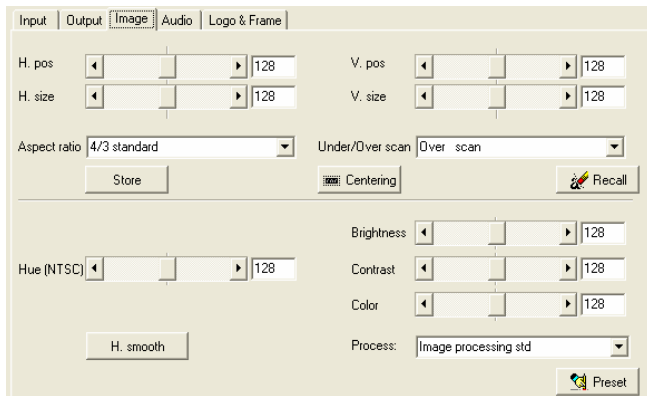 Input Output Image Audio Logo & Frame
H. pos 128 V. pos 128
H. size 128 V. size 128
Aspect ratio 4/3 standard Under/Over scan Over scan
Store Centering Recall
Brightness 128
Hue (NTSC) 128 Contrast 128
Color 128
H. smooth Process: Image processing std
Preset